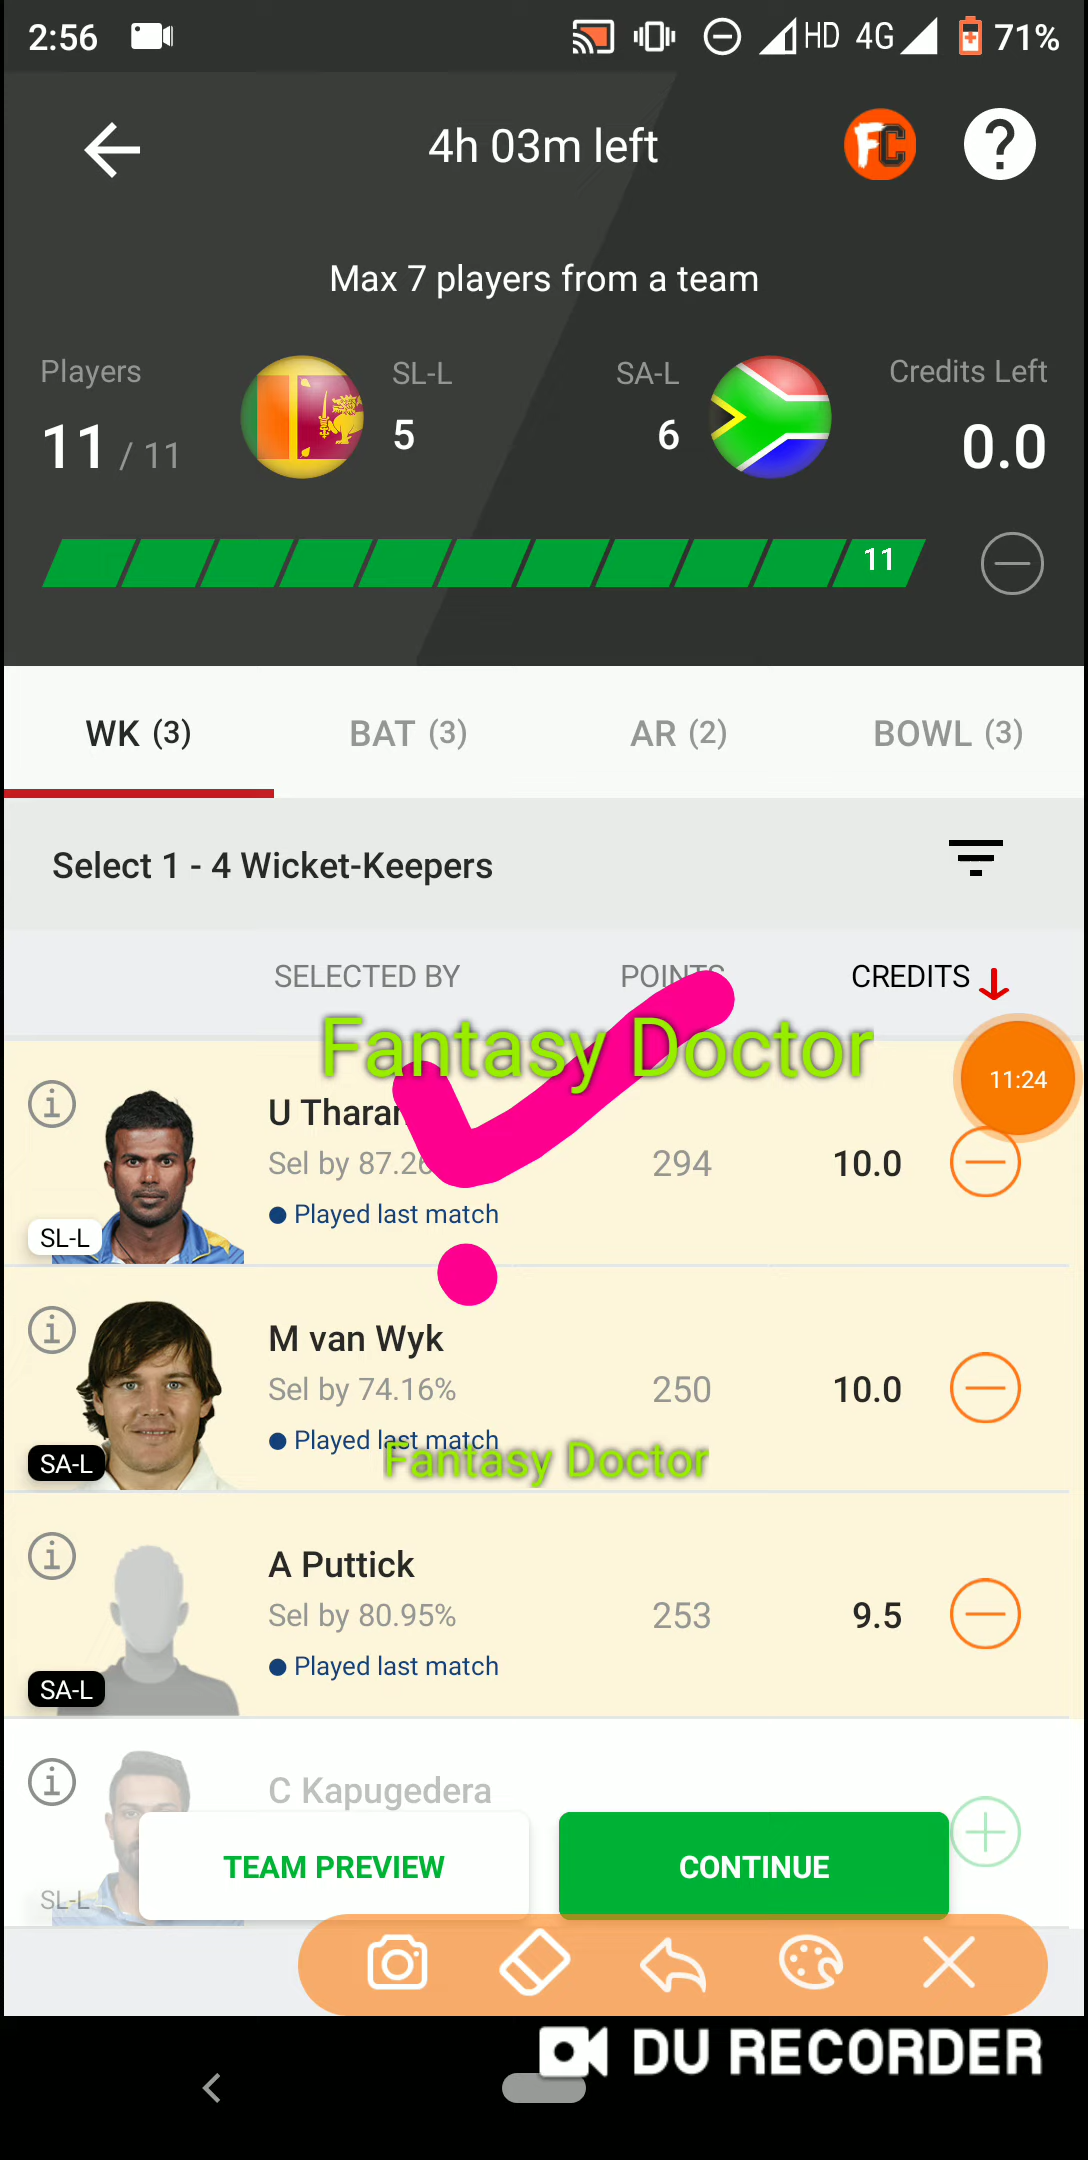 2:56 HD 4G 71%
4h 03m left FC ?
Max 7 players from a team
Players SL-L SA-L Credits Left
11 / 11 5 6 0.0
11
WK (3) BAT (3) AR (2) BOWL (3)
Select 1 - 4 Wicket-Keepers
SELECTED BY POINTS CREDITS
Fantasy Doctor
11:24
i U Tharan
Sel by 87.26 294 10.0
Played last match
SL-L
i M van Wyk
Sel by 74.16% 250 10.0
Played last match
Fantasy Doctor
SA-L
i A Puttick
Sel by 80.95% 253 9.5
Played last match
SA-L
i C Kapugedera
TEAM PREVIEW CONTINUE
SL-L
DU RECORDER